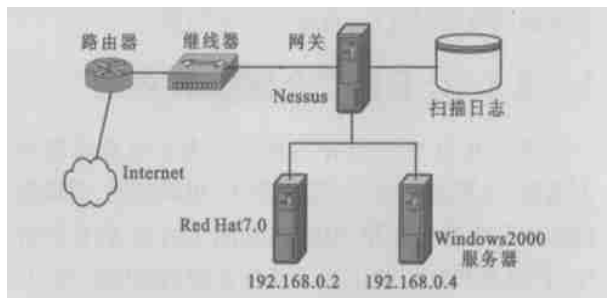 路由器
继线器
网关
Nessus
扫描日志
Internet
Red Hat7.0
Windows2000
服务器
192.168.0.2
192.168.0.4